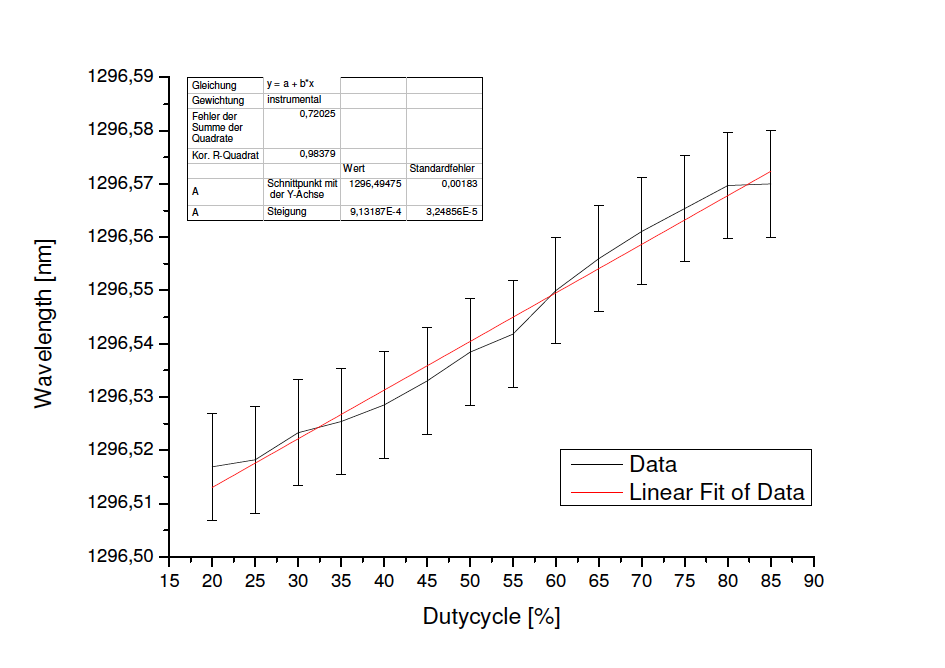 1296,59
1296,58
1296,57
1296,56
1296,55
1296,54
1296,53
1296,52
1296,51
1296,50
Wavelength [nm]
Gleichung y = a + b*x
Gewichtung instrumental
Fehler der Summe der Quadrate 0,72025
Kor. R-Quadrat 0,98379
Wert Standardfehler
A Schnittpunkt mit der Y-Achse 1296,49475 0,00183
A Steigung 9,13187E-4 3,24856E-5
Data
Linear Fit of Data
15 20 25 30 35 40 45 50 55 60 65 70 75 80 85 90
Dutycycle [%]